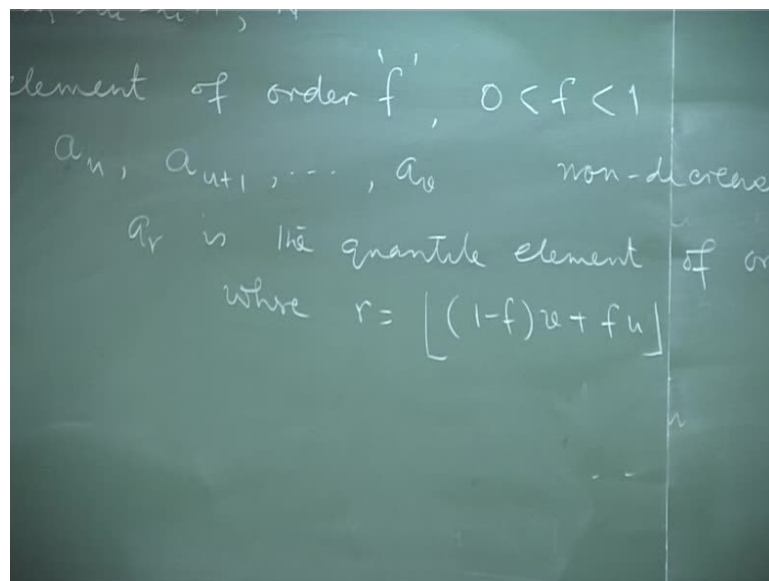 element of order 'f', 0 < f < 1
a_u, a_{u+1}, ..., a_v non-decreas
a_r is the quantile element of or
where r = ⌊(1-f)v + fu⌋